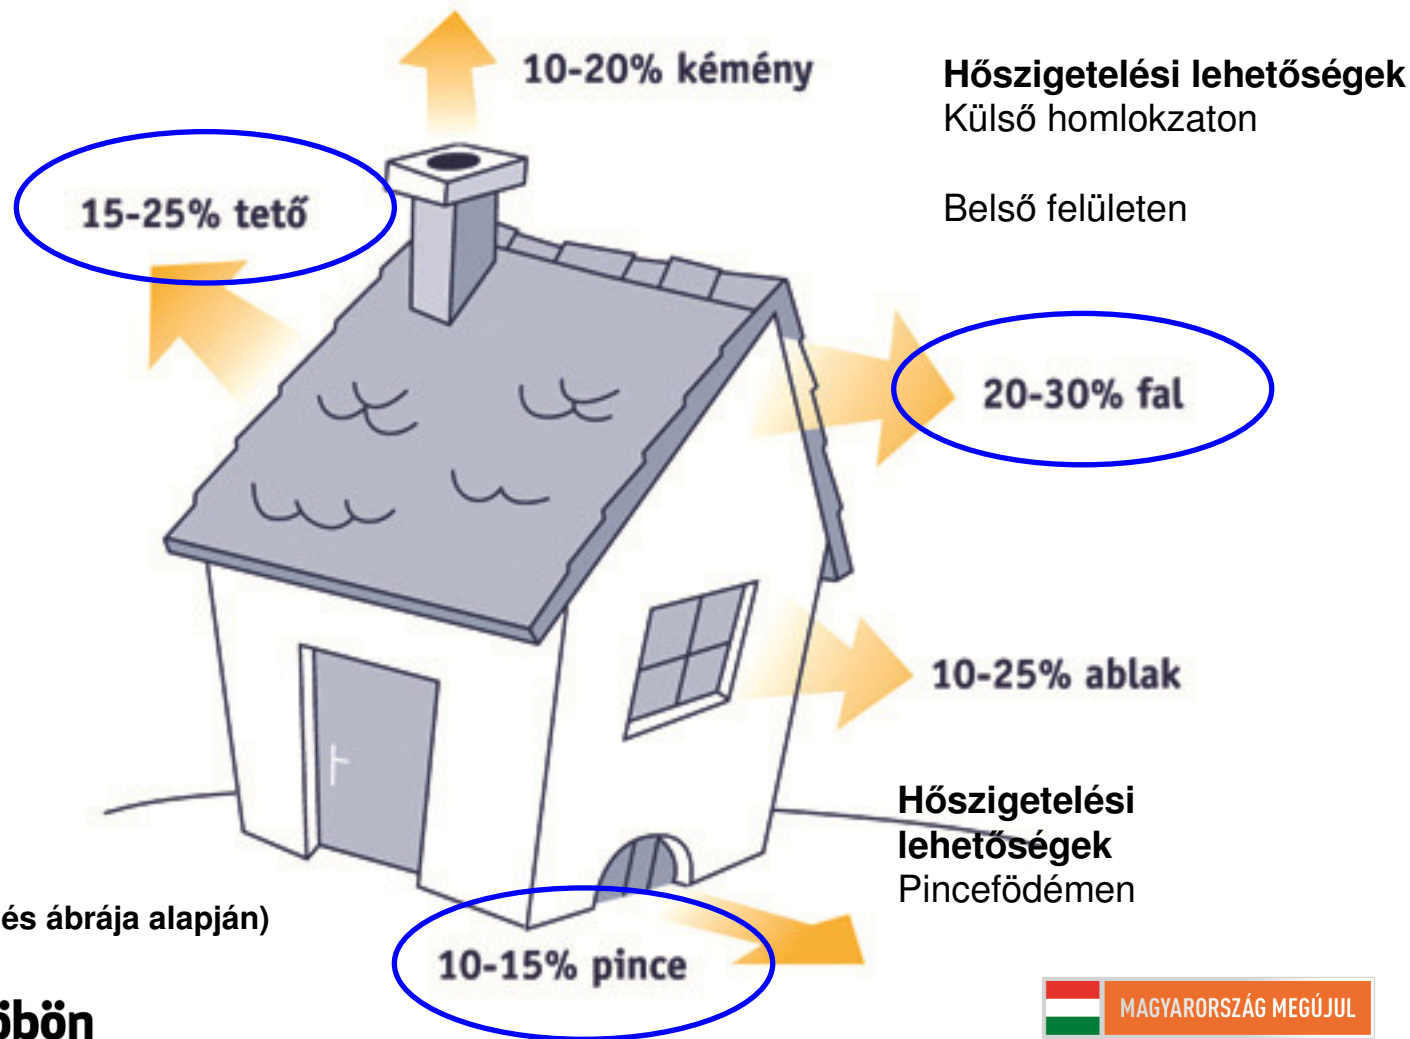 10-20% kémény
Hőszigetelési lehetőségek
Külső homlokzaton
Belső felületen
15-25% tető
20-30% fal
10-25% ablak
Hőszigetelési
lehetőségek
Pincefödémen
és ábrája alapján)
10-15% pince
öbön
MAGYARORSZÁG MEGÚJUL